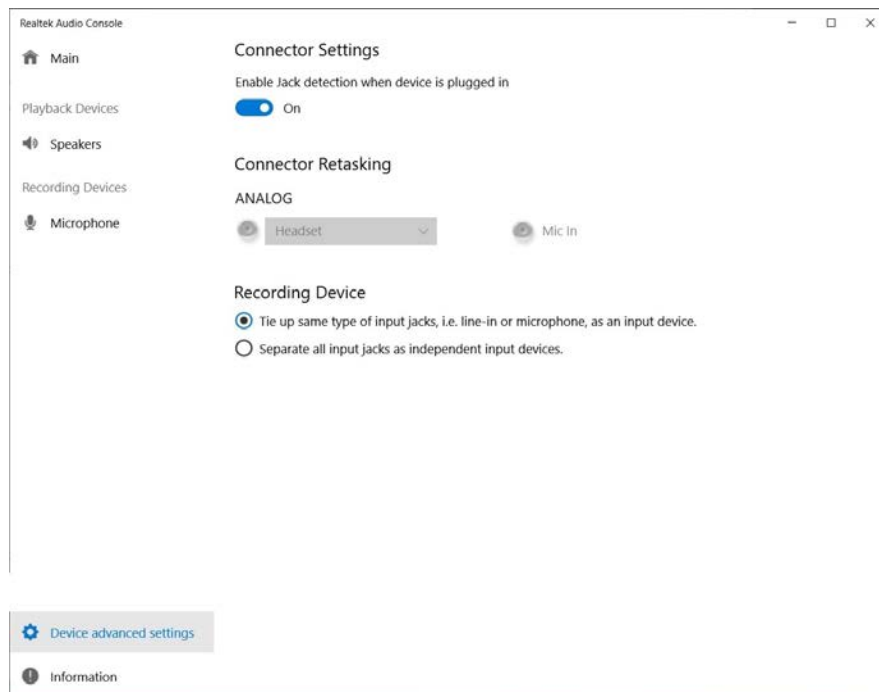 Realtek Audio Console
Main
Playback Devices
Speakers
Recording Devices
Microphone
Connector Settings
Enable Jack detection when device is plugged in
On
Connector Retasking
ANALOG
Headset
Mic In
Recording Device
Tie up same type of input jacks, i.e. line-in or microphone, as an input device.
Separate all input jacks as independent input devices.
Device advanced settings
Information